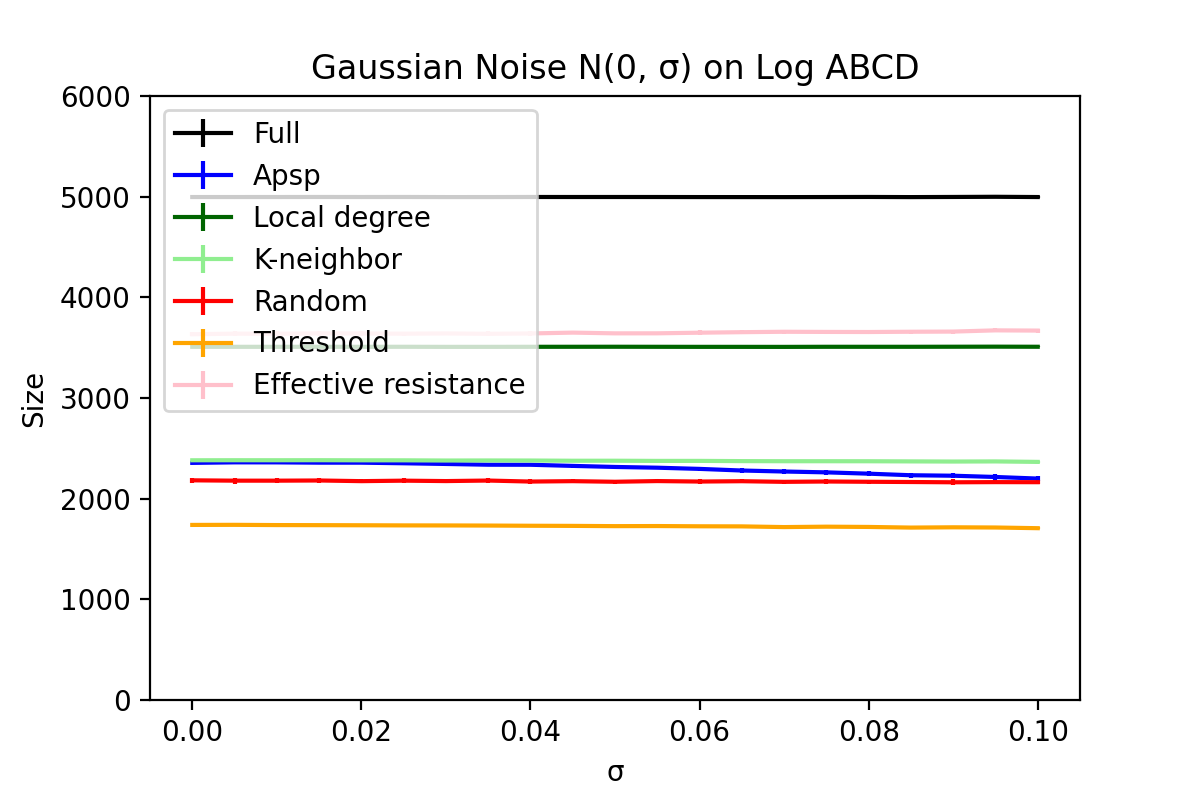 Gaussian Noise N(0, σ) on Log ABCD
6000
5000
4000
3000
2000
1000
0
Size
Full
Apsp
Local degree
K-neighbor
Random
Threshold
Effective resistance
0.00 0.02 0.04 0.06 0.08 0.10
σ